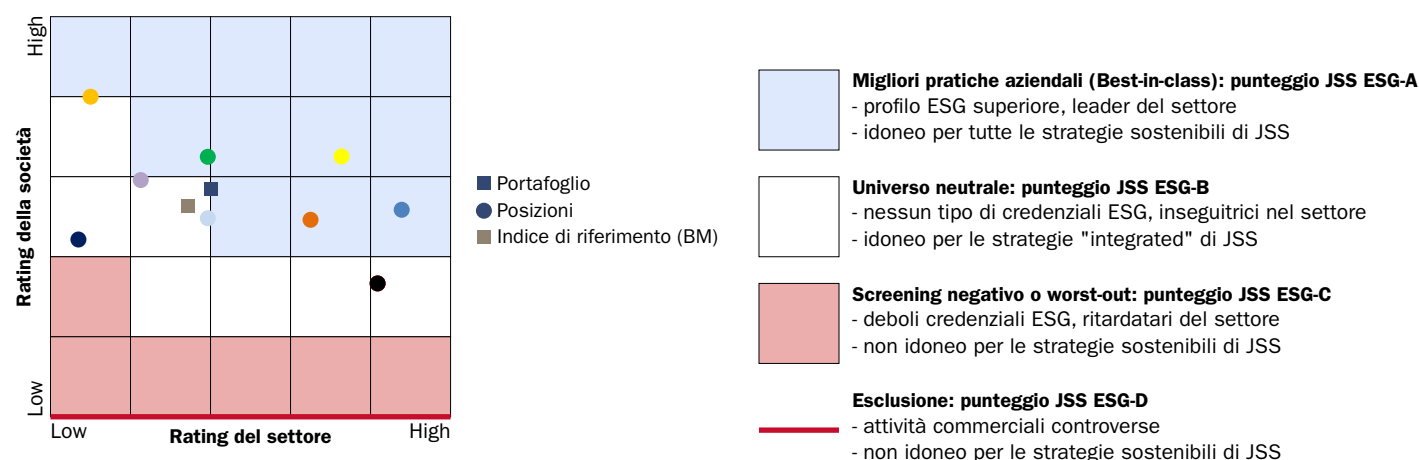 High
Rating della società
Low
Low
Rating del settore
High
Portafoglio
Posizioni
Indice di riferimento (BM)
Migliori pratiche aziendali (Best-in-class): punteggio JSS ESG-A
- profilo ESG superiore, leader del settore
- idoneo per tutte le strategie sostenibili di JSS
Universo neutrale: punteggio JSS ESG-B
- nessun tipo di credenziali ESG, inseguitrici nel settore
- idoneo per le strategie "integrated" di JSS
Screening negativo o worst-out: punteggio JSS ESG-C
- deboli credenziali ESG, ritardatari del settore
- non idoneo per le strategie sostenibili di JSS
Esclusione: punteggio JSS ESG-D
- attività commerciali controverse
- non idoneo per le strategie sostenibili di JSS